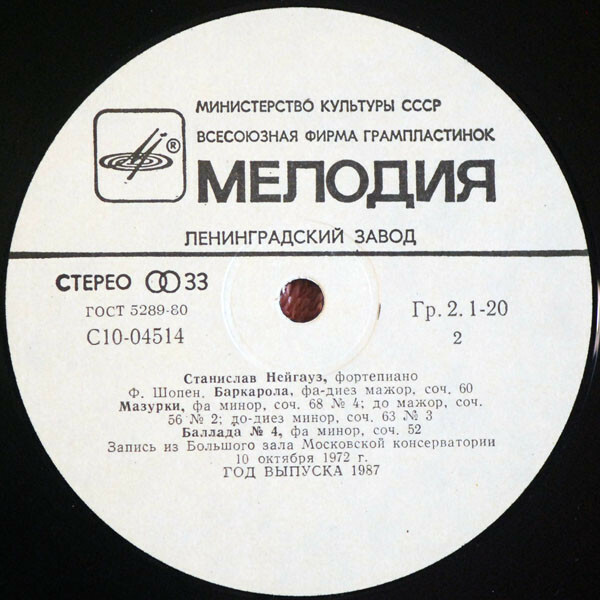 МИНИСТЕРСТВО КУЛЬТУРЫ СССР
ВСЕСОЮЗНАЯ ФИРМА ГРАМПЛАСТИНОК
®
МЕЛОДИЯ
ЛЕНИНГРАДСКИЙ ЗАВОД
СТЕРЕО 33
ГОСТ 5289-80
Гр. 2. 1-20
С10-04514
2
Станислав Нейгауз, фортепиано
Ф. Шопен. Баркарола, фа-диез мажор, соч. 60
Мазурки, фа минор, соч. 68 № 4; до мажор, соч.
56 № 2; до-диез минор, соч. 63 № 3
Баллада № 4, фа минор, соч. 52
Запись из Большого зала Московской консерватории
10 октября 1972 г.
ГОД ВЫПУСКА 1987